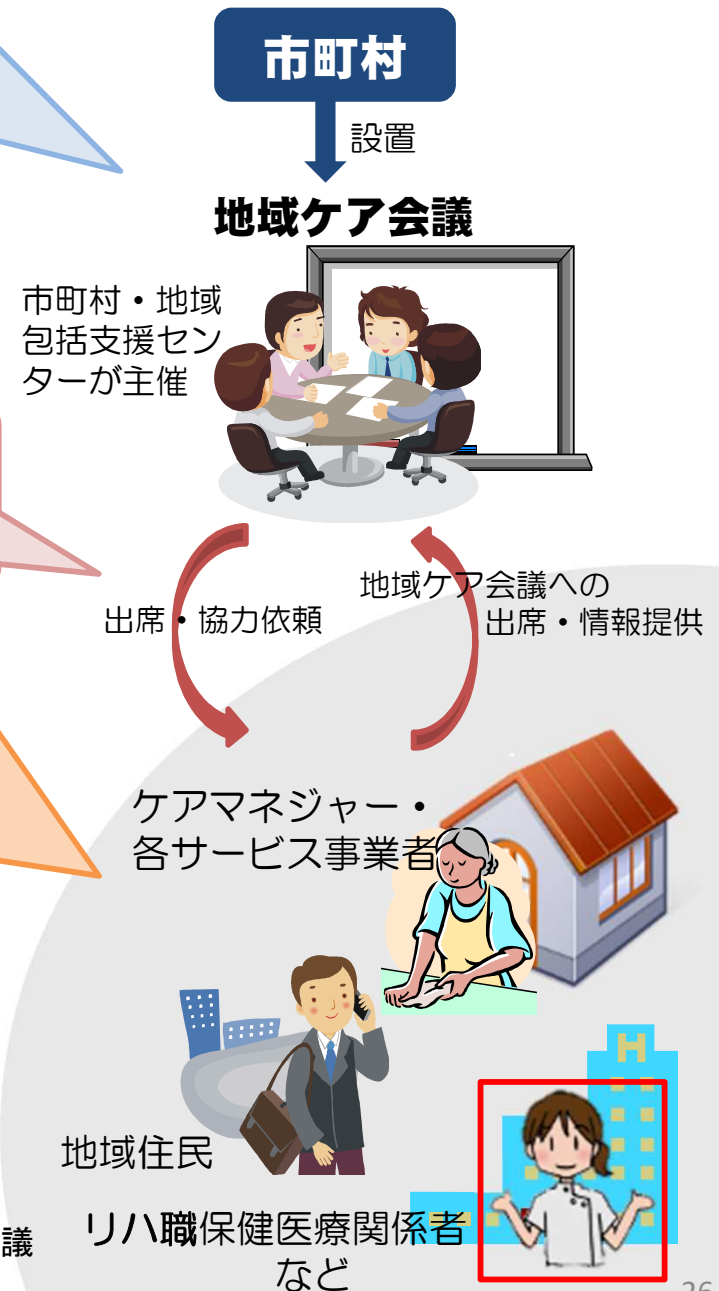 市町村
設置
地域ケア会議
市町村・地域
包括支援セン
ターが主催
地域ケア会議への
出席・情報提供
出席・協力依頼
ケアマネジャー・
各サービス事業者
H
地域住民
議
リハ職保健医療関係者
など
26